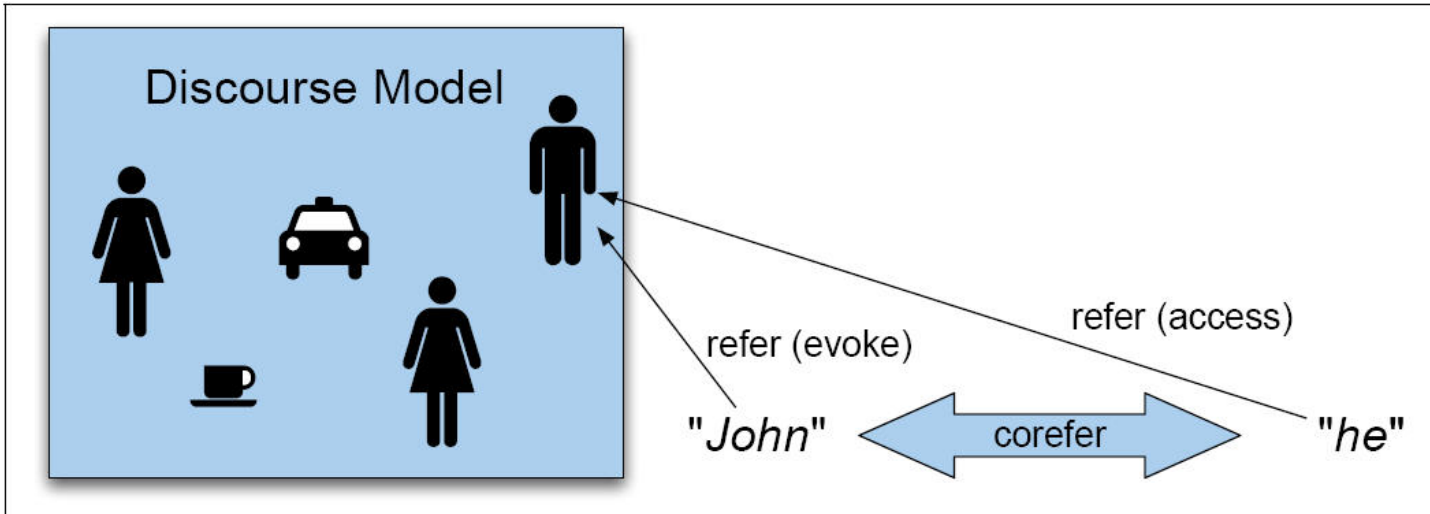 Discourse Model
refer (access)
refer (evoke)
"John"
corefer
"he"